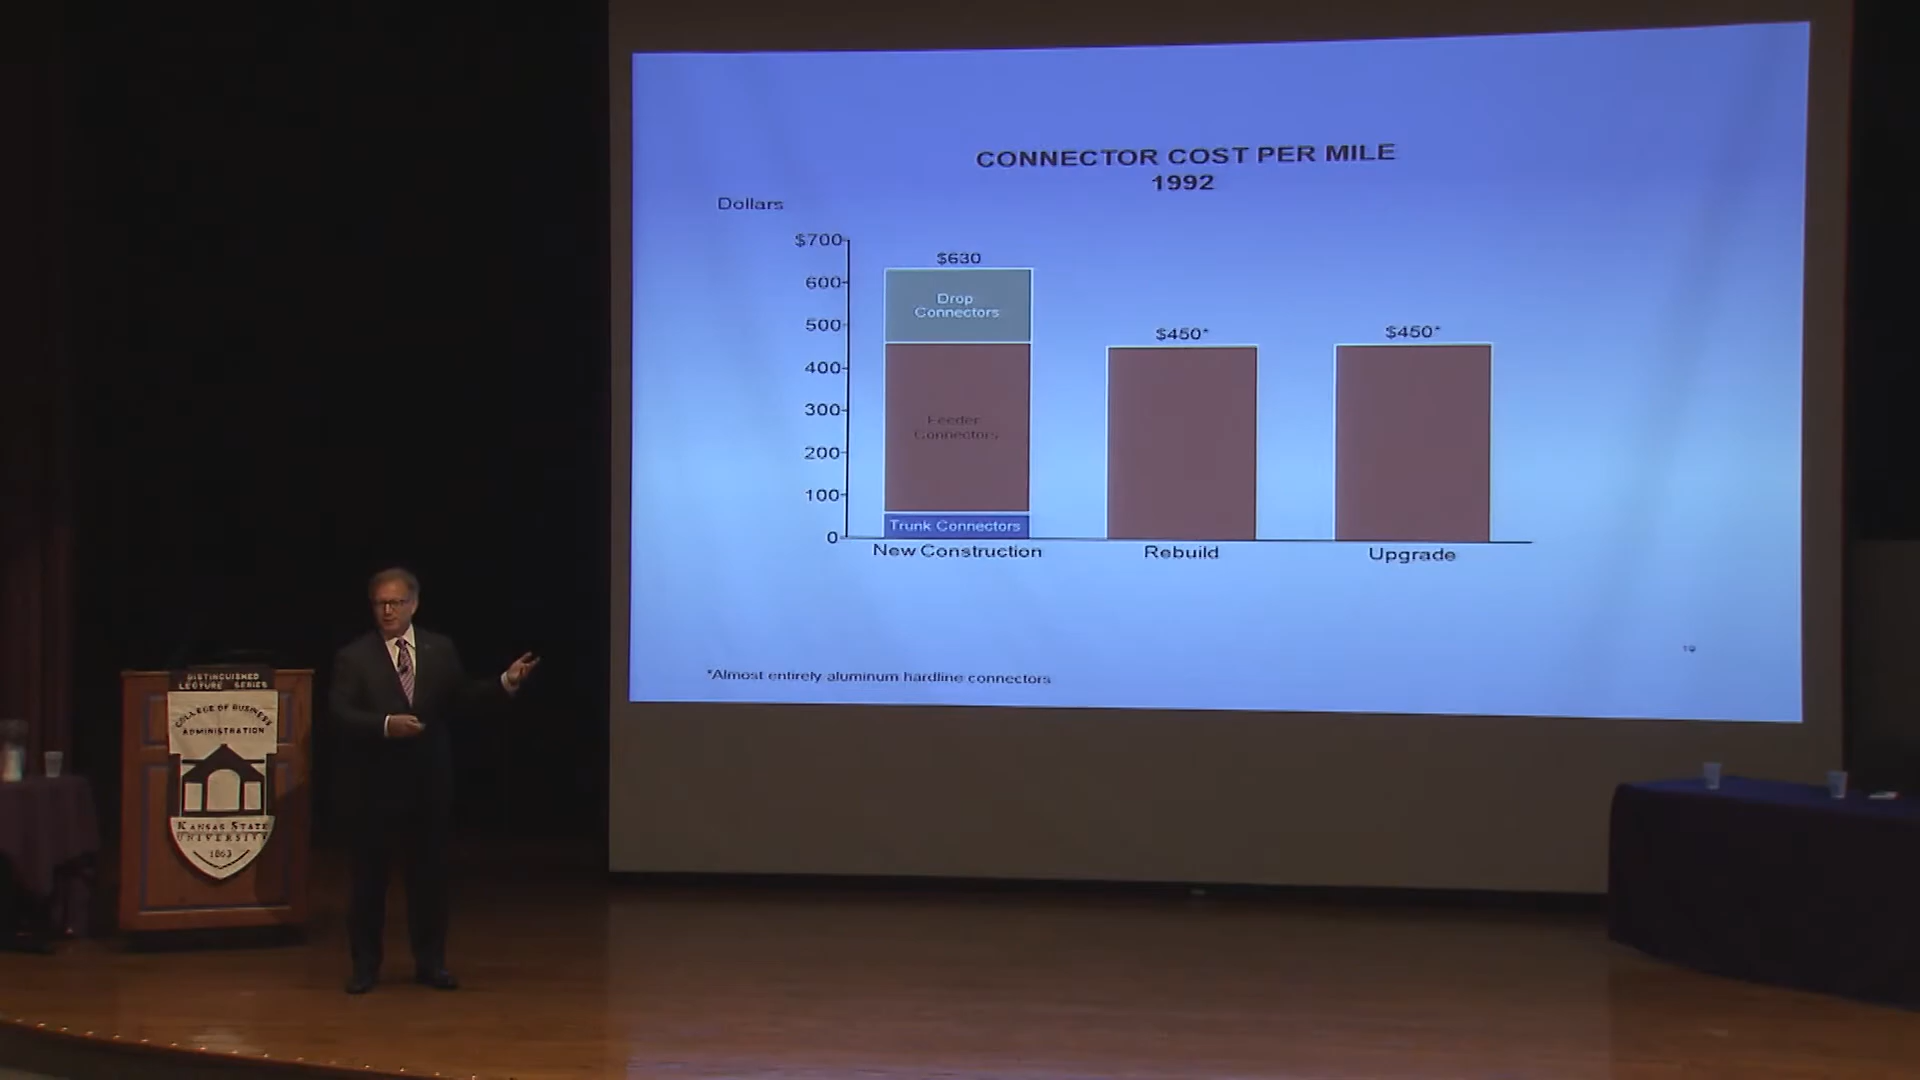 CONNECTOR COST PER MILE
1992
Dollars
$700
600
500
400
300
200
100
0
$630
Drop
Connectors
Feeder
Connectors
Trunk Connectors
New Construction
$450*
Rebuild
$450*
Upgrade
*Almost entirely aluminum hardline connectors
19
DISTINGUISHED
LECTURE SERIES
COLLEGE OF BUSINESS
ADMINISTRATION
KANSAS STATE
UNIVERSITY
1863